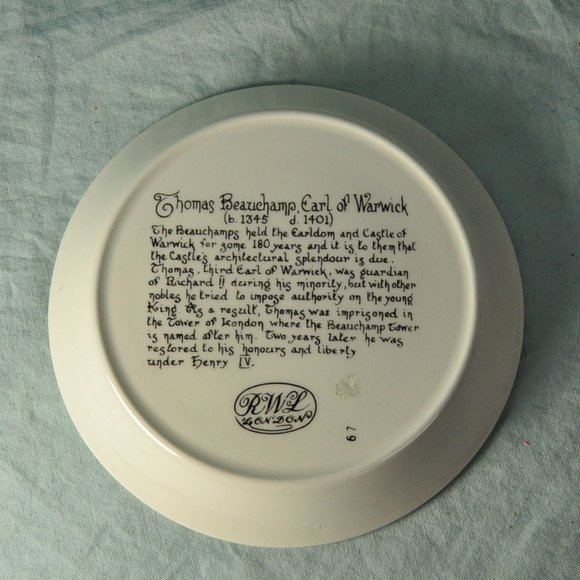 Thomas Beauchamp, Earl of Warwick
(b. 1345 d. 1401)
The Beauchamps held the Earldom and Castle of
Warwick for some 180 years and it is to them that
the Castle's architectural splendour is due.
Thomas, third Earl of Warwick, was guardian
of Richard II during his minority, but with other
nobles he tried to impose authority on the young
King. As a result, Thomas was imprisoned in
the Tower of London where the Beauchamp Tower
is named after him. Two years later he was
restored to his honours and liberty
under Henry IV.
RWL
LONDON
67